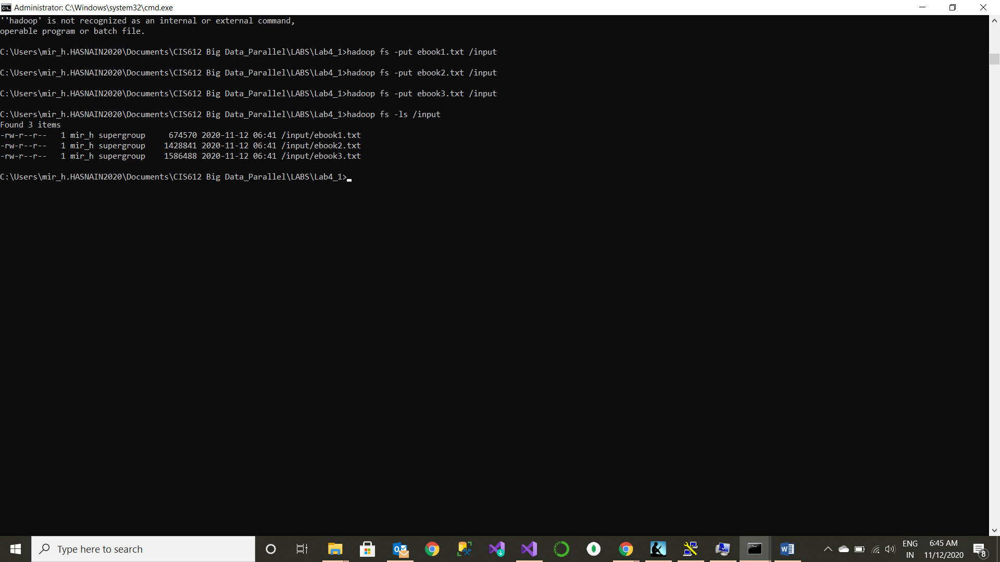 Administrator: C:\Windows\system32\cmd.exe
''hadoop' is not recognized as an internal or external command,
operable program or batch file.
C:\Users\mir_h.HASNAIN2020\Documents\CIS612 Big Data_Parallel\LABS\Lab4_1>hadoop fs -put ebook1.txt /input
C:\Users\mir_h.HASNAIN2020\Documents\CIS612 Big Data_Parallel\LABS\Lab4_1>hadoop fs -put ebook2.txt /input
C:\Users\mir_h.HASNAIN2020\Documents\CIS612 Big Data_Parallel\LABS\Lab4_1>hadoop fs -put ebook3.txt /input
C:\Users\mir_h.HASNAIN2020\Documents\CIS612 Big Data_Parallel\LABS\Lab4_1>hadoop fs -ls /input
Found 3 items
-rw-r--r--   1 mir_h supergroup     674570 2020-11-12 06:41 /input/ebook1.txt
-rw-r--r--   1 mir_h supergroup    1428841 2020-11-12 06:41 /input/ebook2.txt
-rw-r--r--   1 mir_h supergroup    1586488 2020-11-12 06:41 /input/ebook3.txt
C:\Users\mir_h.HASNAIN2020\Documents\CIS612 Big Data_Parallel\LABS\Lab4_1>
Type here to search
ENG
IN
6:45 AM
11/12/2020
8